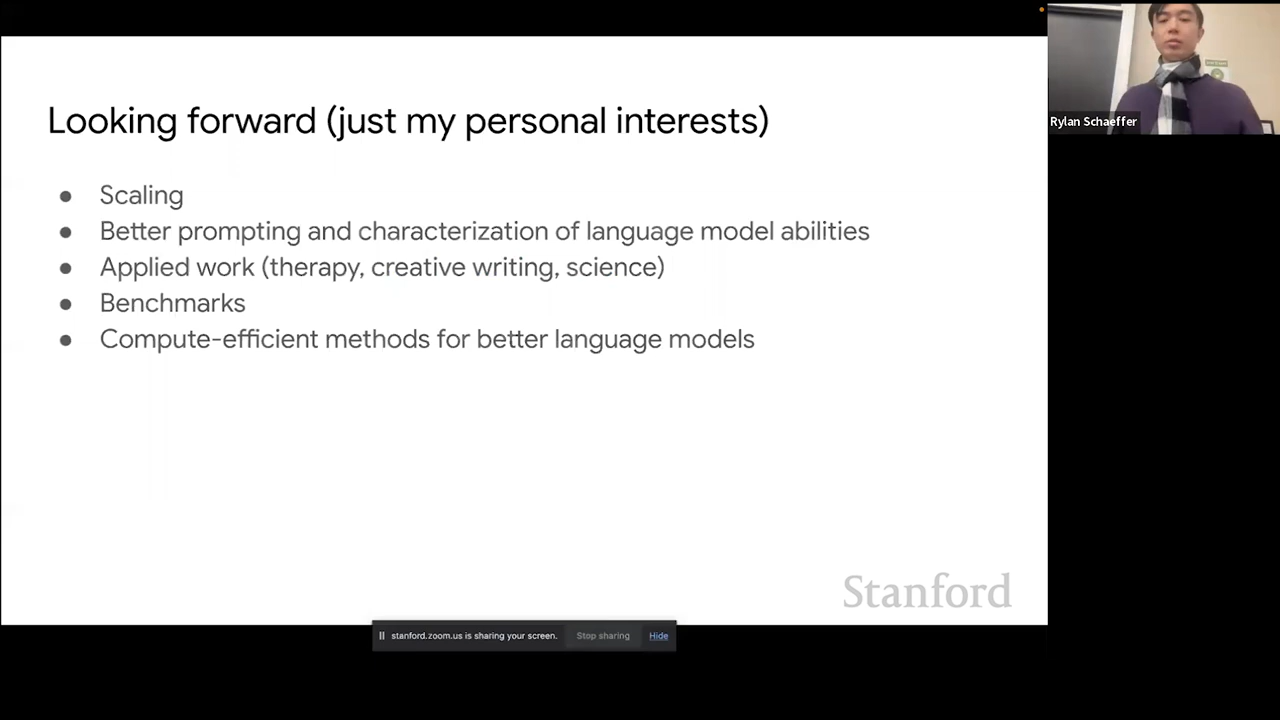 Looking forward (just my personal interests)
Scaling
Better prompting and characterization of language model abilities
Applied work (therapy, creative writing, science)
Benchmarks
Compute-efficient methods for better language models
Stanford
stanford.zoom.us is sharing your screen. Stop sharing Hide
Rylan Schaeffer